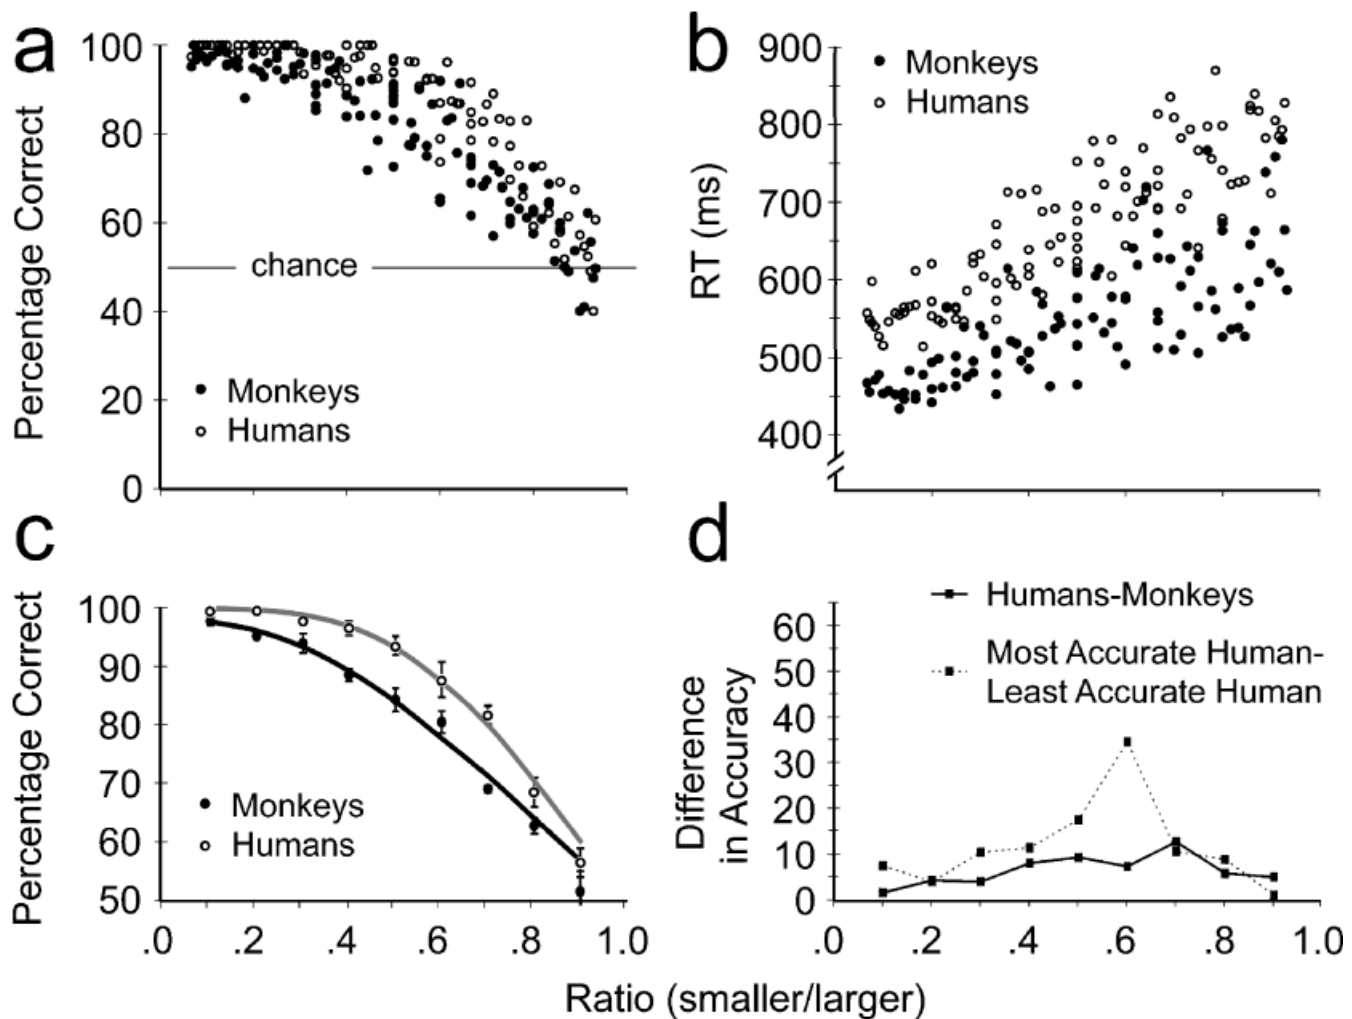 a
Percentage Correct
100
80
60
40
20
0
chance
Monkeys
Humans
b
RT (ms)
900
800
700
600
500
400
Monkeys
Humans
c
Percentage Correct
100
90
80
70
60
50
Monkeys
Humans
.0 .2 .4 .6 .8 1.0
d
Difference
in Accuracy
60
50
40
30
20
10
0
Humans-Monkeys
Most Accurate Human-
Least Accurate Human
.0 .2 .4 .6 .8 1.0
Ratio (smaller/larger)